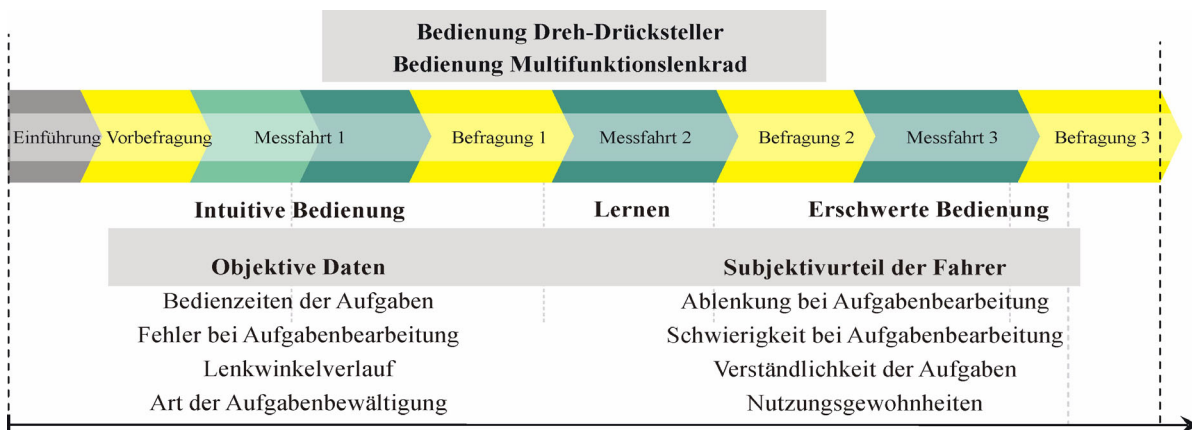 Bedienung Dreh-Drücksteller
Bedienung Multifunktionslenkrad
Einführung
Vorbefragung
Messfahrt 1
Befragung 1
Messfahrt 2
Befragung 2
Messfahrt 3
Befragung 3
Intuitive Bedienung
Lernen
Erschwerte Bedienung
Objektive Daten
Bedienzeiten der Aufgaben
Fehler bei Aufgabenbearbeitung
Lenkwinkelverlauf
Art der Aufgabenbewältigung
Subjektivurteil der Fahrer
Ablenkung bei Aufgabenbearbeitung
Schwierigkeit bei Aufgabenbearbeitung
Verständlichkeit der Aufgaben
Nutzungsgewohnheiten